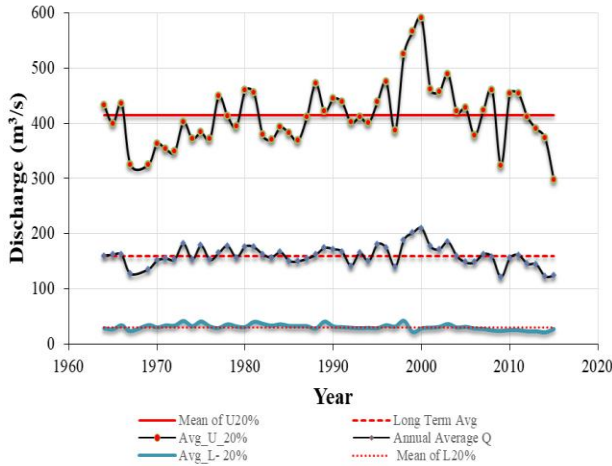 600
500
400
300
200
100
0
Discharge (m³/s)
1960 1970 1980 1990 2000 2010 2020
Year
Mean of U20% Long Term Avg
Avg_U_20% Annual Average Q
Avg_L- 20% Mean of L20%